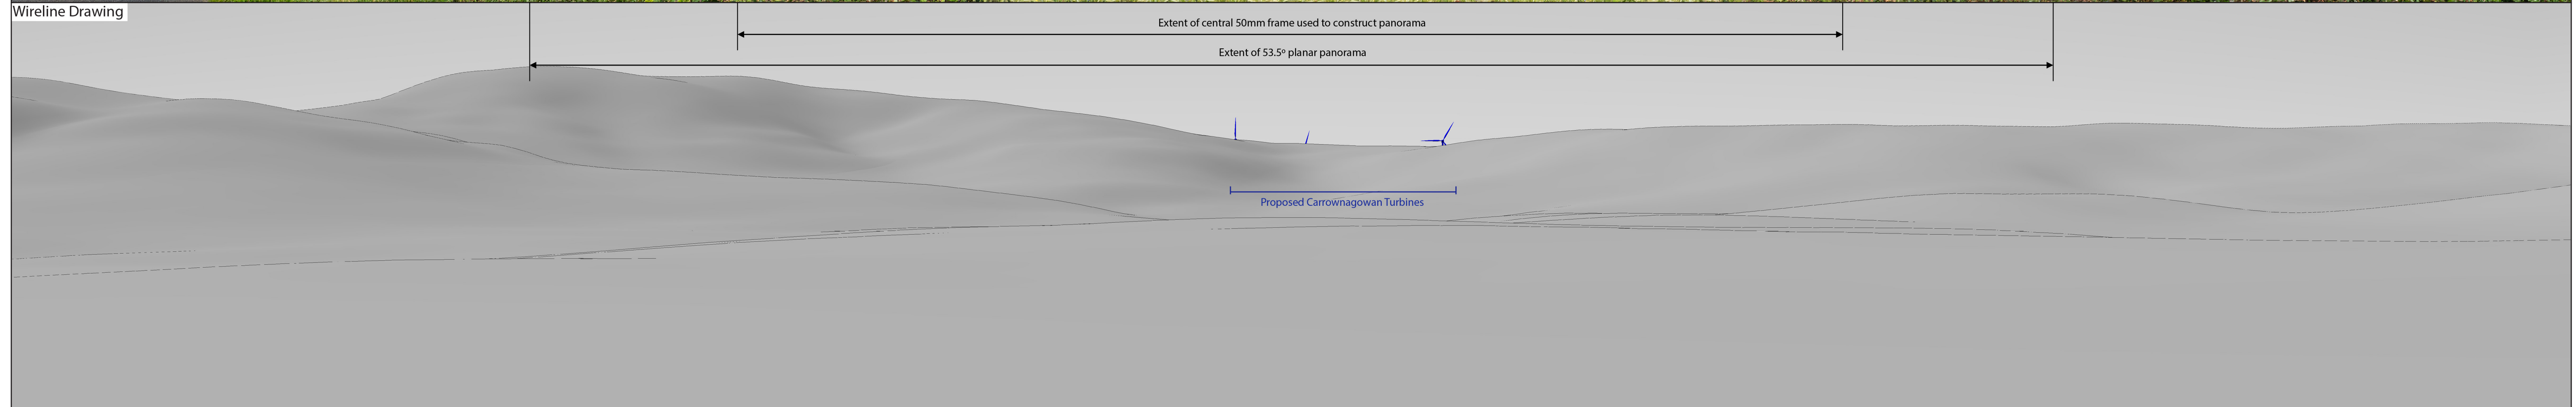 Wireline Drawing
Extent of central 50mm frame used to construct panorama
Extent of 53.5º planar panorama
Proposed Carrownagowan Turbines